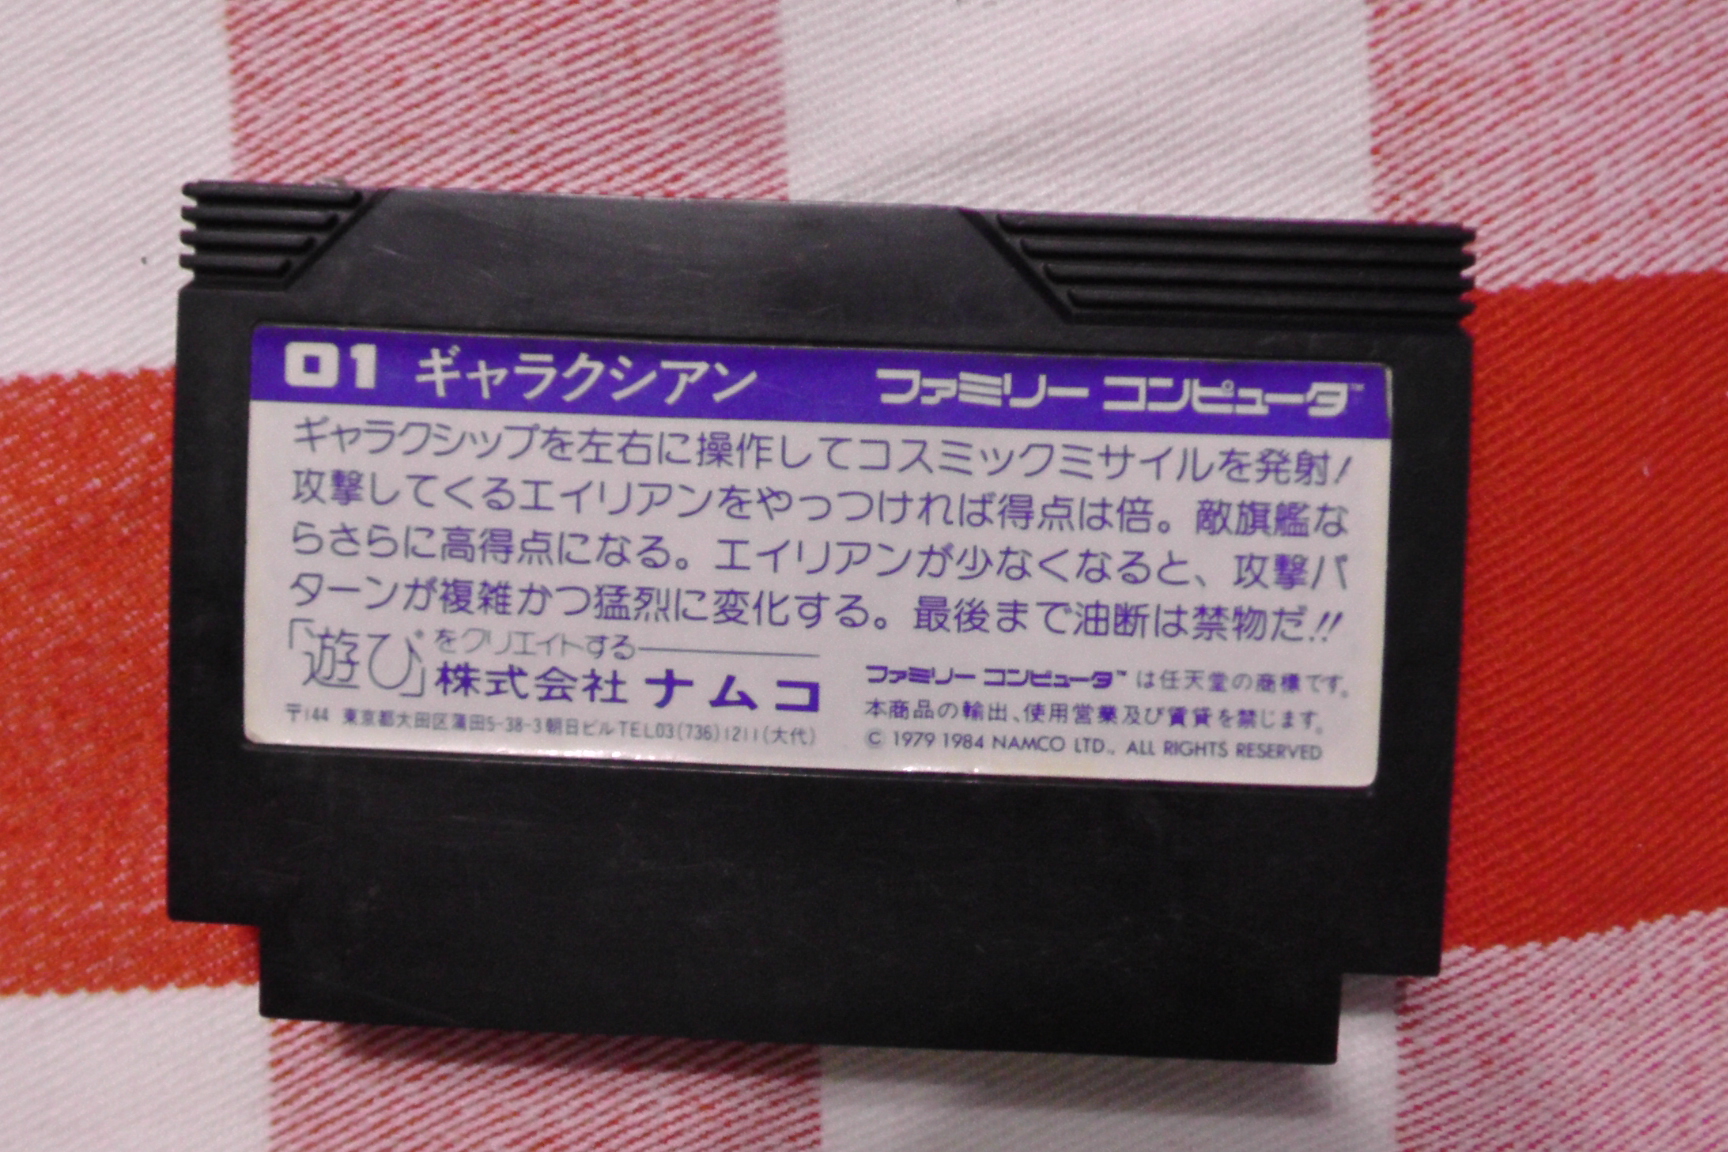 01 ギャラクシアン ファミリー コンピュータ™
ギャラクシップを左右に操作してコスミックミサイルを発射!
攻撃してくるエイリアンをやっつければ得点は倍。敵旗艦な
らさらに高得点になる。エイリアンが少なくなると、攻撃パ
ターンが複雑かつ猛烈に変化する。最後まで油断は禁物だ!!
「遊び」をクリエイトする
株式会社 ナムコ
〒144 東京都大田区蒲田5-38-3朝日ビル TEL03(736)1211(大代)
ファミリー コンピュータ™は任天堂の商標です。
本商品の輸出、使用営業及び賃貸を禁じます。
© 1979 1984 NAMCO LTD., ALL RIGHTS RESERVED